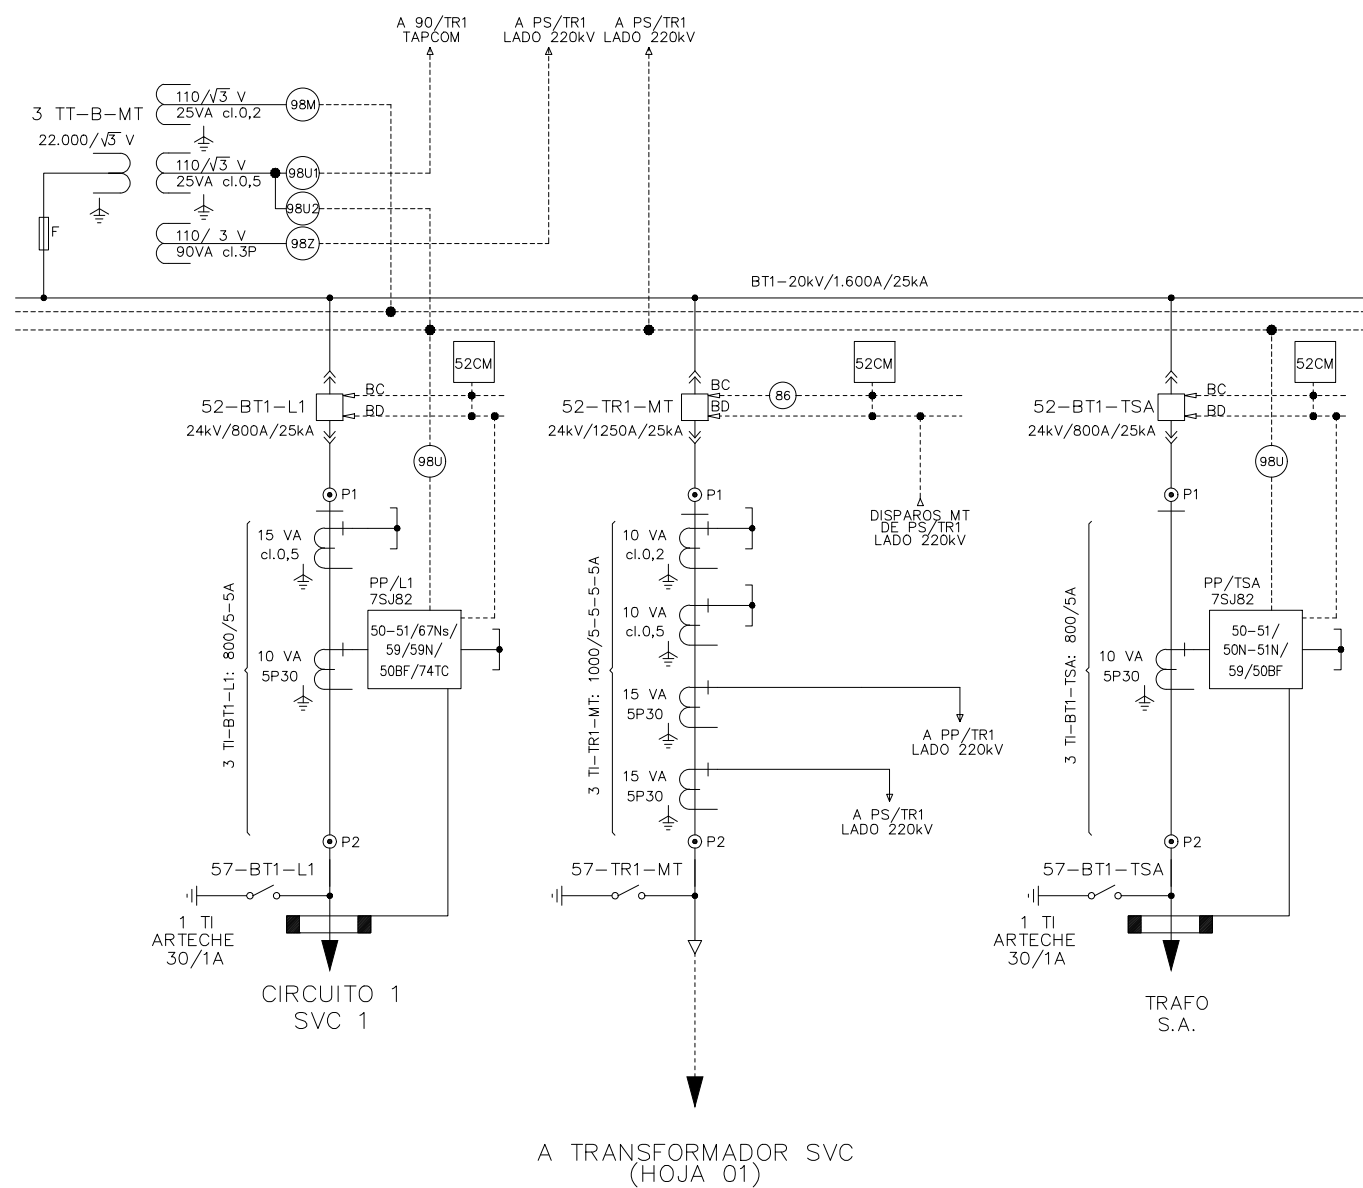 A 90/TR1
TAPCOM
A PS/TR1
LADO 220kV
A PS/TR1
LADO 220kV
3 TT-B-MT
22.000/√3 V
110/√3 V
25VA cl.0,2
98M
110/√3 V
25VA cl.0,5
98U1
98U2
110/ 3 V
90VA cl.3P
98Z
F
BT1-20kV/1.600A/25kA
52CM
BC
BD
52-BT1-L1
24kV/800A/25kA
98U
P1
15 VA
cl.0,5
PP/L1
7SJ82
50-51/67Ns/
59/59N/
50BF/74TC
10 VA
5P30
3 TI-BT1-L1: 800/5-5A
P2
57-BT1-L1
1 TI
ARTECHE
30/1A
CIRCUITO 1
SVC 1
52CM
BC
86
BD
52-TR1-MT
24kV/1250A/25kA
P1
DISPAROS MT
DE PS/TR1
LADO 220kV
10 VA
cl.0,2
10 VA
cl.0,5
15 VA
5P30
A PP/TR1
LADO 220kV
15 VA
5P30
A PS/TR1
LADO 220kV
3 TI-TR1-MT: 1000/5-5-5-5A
P2
57-TR1-MT
A TRANSFORMADOR SVC
(HOJA 01)
52CM
BC
BD
52-BT1-TSA
24kV/800A/25kA
98U
P1
PP/TSA
7SJ82
50-51/
50N-51N/
59/50BF
10 VA
5P30
3 TI-BT1-TSA: 800/5A
P2
57-BT1-TSA
1 TI
ARTECHE
30/1A
TRAFO
S.A.